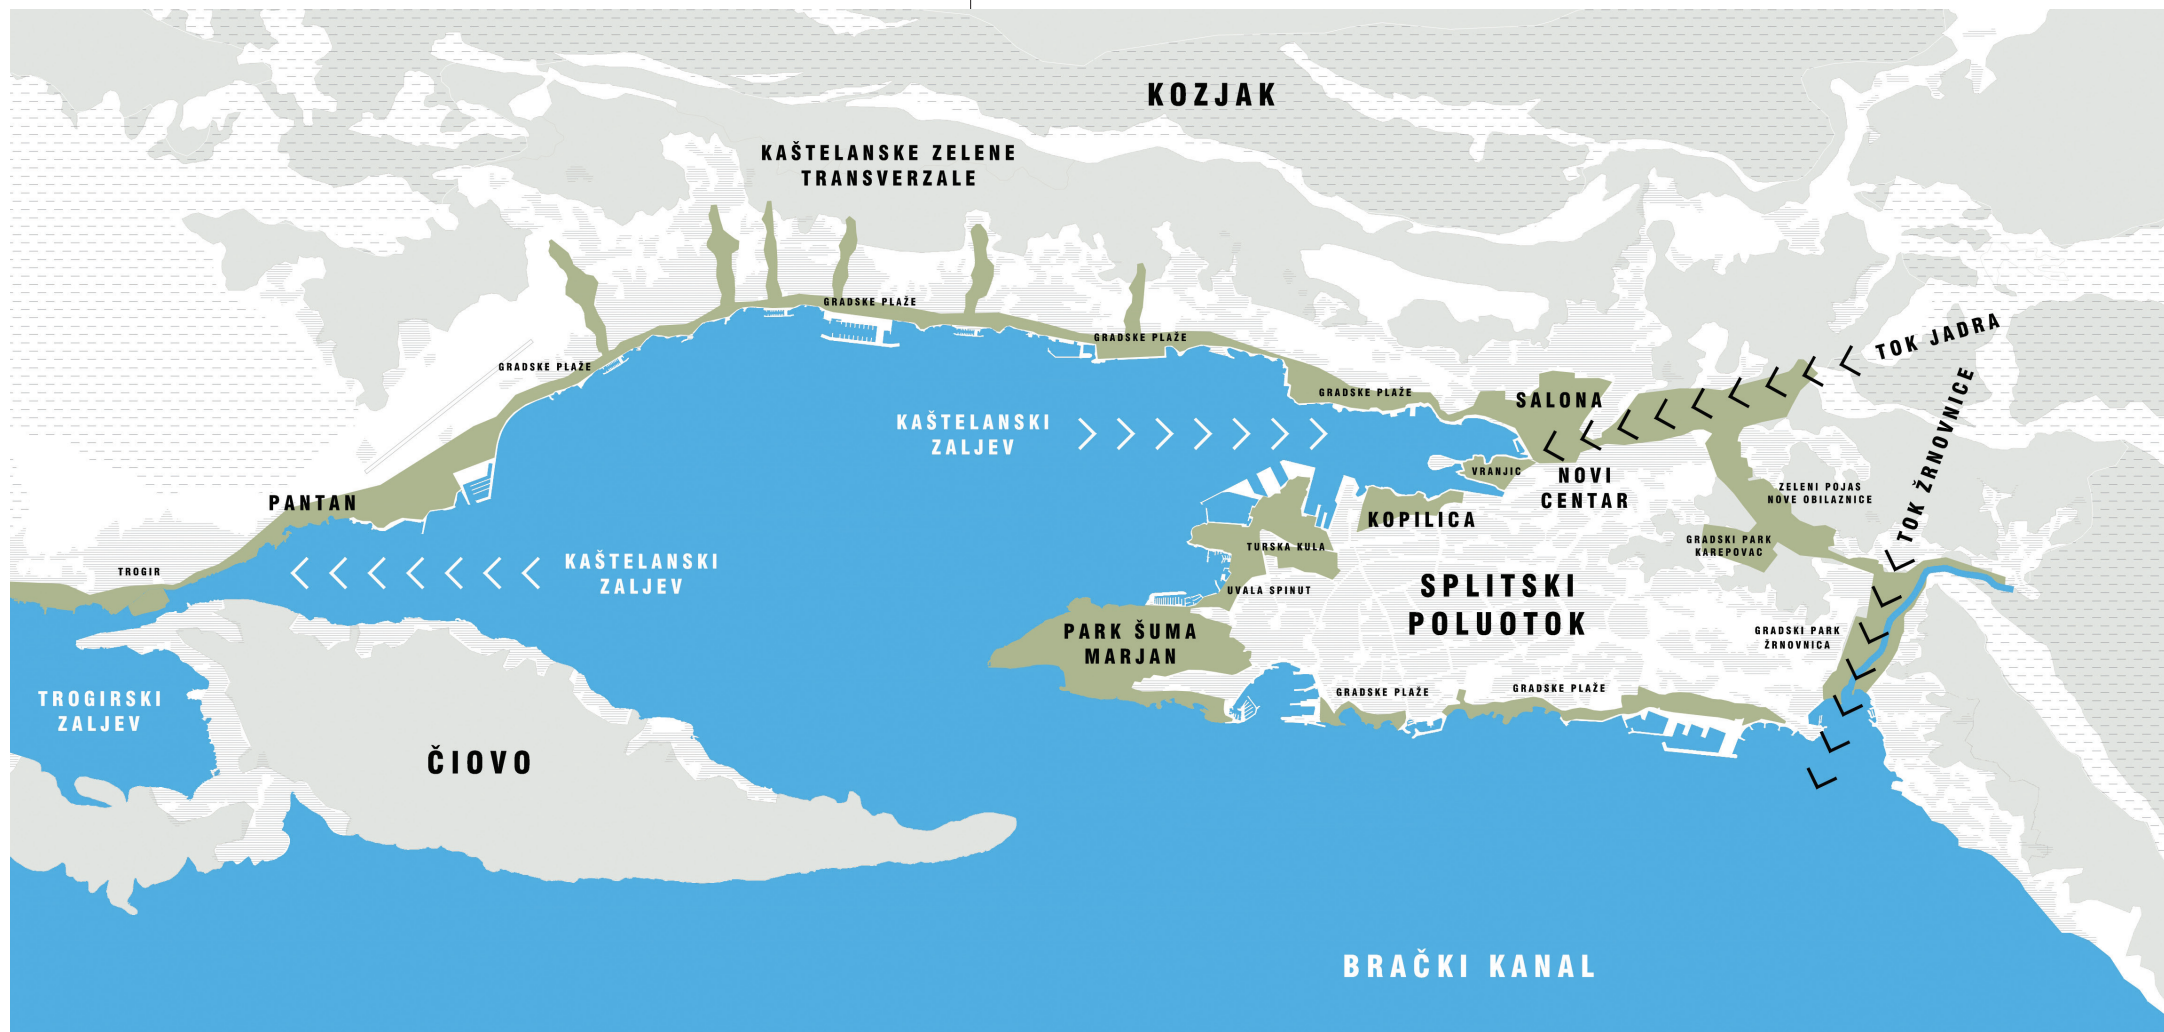 KOZJAK
KAŠTELANSKE ZELENE
TRANSVERZALE
GRADSKE PLAŽE
GRADSKE PLAŽE
GRADSKE PLAŽE
GRADSKE PLAŽE
TOK JADRA
TOK ŽRNOVNICE
SALONA
KAŠTELANSKI
ZALJEV
VRANJIC
NOVI
CENTAR
ZELENI POJAS
NOVE OBILAZNICE
PANTAN
KOPILICA
GRADSKI PARK
KAREPOVAC
TURSKA KULA
TROGIR
KAŠTELANSKI
ZALJEV
UVALA SPINUT
SPLITSKI
POLUOTOK
PARK ŠUMA
MARJAN
GRADSKI PARK
ŽRNOVNICA
GRADSKE PLAŽE
GRADSKE PLAŽE
TROGIRSKI
ZALJEV
ČIOVO
BRAČKI KANAL